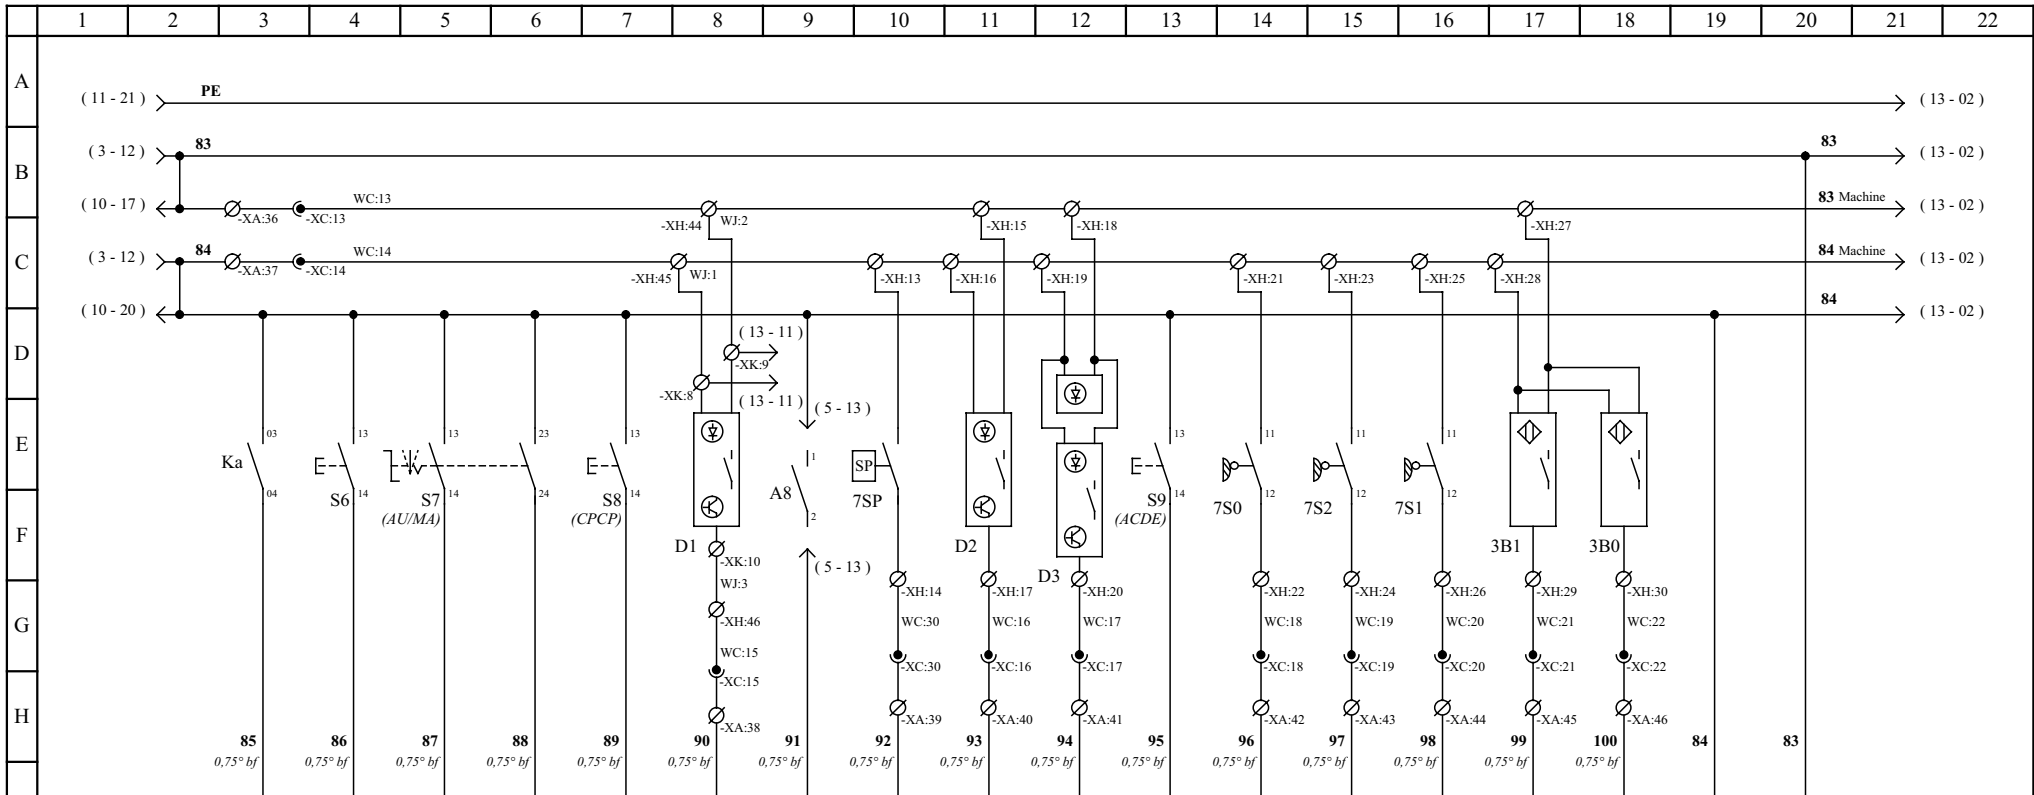 1 2 3 4 5 6 7 8 9 10 11 12 13 14 15 16 17 18 19 20 21 22
A
( 11 - 21 ) PE ( 13 - 02 )
( 3 - 12 ) 83 83 ( 13 - 02 )
B
( 10 - 17 ) -XA:36 -XC:13 WC:13 -XH:44 WJ:2 -XH:15 -XH:18 -XH:27 83 Machine ( 13 - 02 )
C
( 3 - 12 ) 84 -XA:37 -XC:14 WC:14 -XH:45 WJ:1 -XH:13 -XH:16 -XH:19 -XH:21 -XH:23 -XH:25 -XH:28 84 Machine ( 13 - 02 )
( 10 - 20 ) 84 ( 13 - 02 )
D
( 13 - 11 )
-XK:9
-XK:8 ( 13 - 11 ) ( 5 - 13 )
E
03 13 13 23 13 1 13 11 11 11
Ka SP
04 14 14 24 14 2 14 12 12 12
S6 S7 S8 A8 7SP S9 7S0 7S2 7S1
(AU/MA) (CPCP) (ACDE)
F
D1 D2 3B1 3B0
-XK:10 ( 5 - 13 ) D3
WJ:3 -XH:14 -XH:17 -XH:20 -XH:22 -XH:24 -XH:26 -XH:29 -XH:30
G
-XH:46 WC:30 WC:16 WC:17 WC:18 WC:19 WC:20 WC:21 WC:22
WC:15 -XC:30 -XC:16 -XC:17 -XC:18 -XC:19 -XC:20 -XC:21 -XC:22
-XC:15
H
-XA:38 -XA:39 -XA:40 -XA:41 -XA:42 -XA:43 -XA:44 -XA:45 -XA:46
85 86 87 88 89 90 91 92 93 94 95 96 97 98 99 100 84 83
0,75° bf 0,75° bf 0,75° bf 0,75° bf 0,75° bf 0,75° bf 0,75° bf 0,75° bf 0,75° bf 0,75° bf 0,75° bf 0,75° bf 0,75° bf 0,75° bf 0,75° bf 0,75° bf